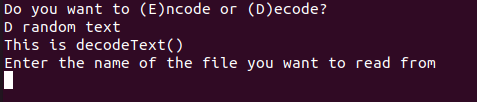 Do you want to (E)ncode or (D)ecode?
D random text
This is decodeText()
Enter the name of the file you want to read from